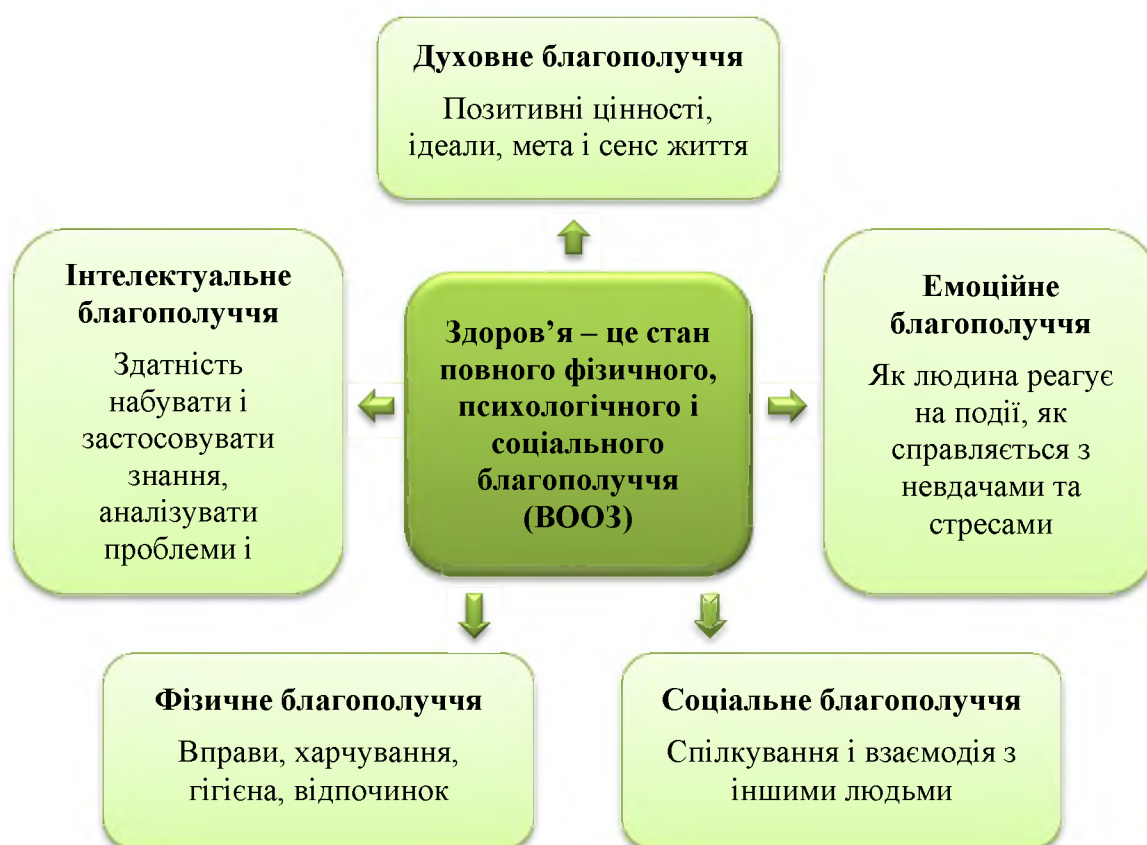 Духовне благополуччя
Позитивні цінності,
ідеали, мета і сенс життя
Інтелектуальне
благополуччя
Здатність
набувати і
застосовувати
знання,
аналізувати
проблеми і
Здоров’я – це стан
повного фізичного,
психологічного і
соціального
благополуччя
(ВООЗ)
Емоційне
благополуччя
Як людина реагує
на події, як
справляється з
невдачами та
стресами
Фізичне благополуччя
Вправи, харчування,
гігієна, відпочинок
Соціальне благополуччя
Спілкування і взаємодія з
іншими людьми